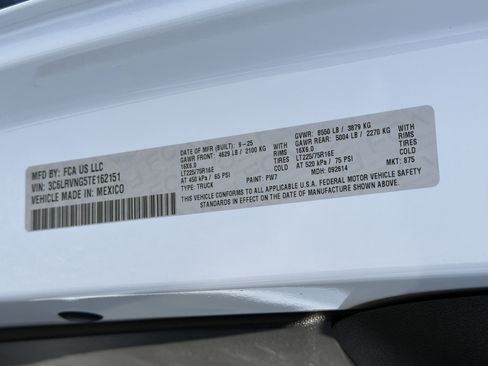 MFD BY: FCA US LLC
VIN: 3C6LRVNG5TE162151
VEHICLE MADE IN: MEXICO
DATE OF MFR (BUILT): 9-25
GAWR FRONT: 4629 LB / 2100 KG WITH
16X6.0 RIMS
LT225/75R16E TIRES
AT 450 kPa / 65 PSI COLD
TYPE: TRUCK PAINT: PW7
GVWR: 8550 LB / 3879 KG
GAWR REAR: 5004 LB / 2270 KG WITH
16X6.0 RIMS
LT225/75R16E TIRES
AT 520 kPa / 75 PSI COLD
MDH: 092614 MKT: 875
THIS VEHICLE CONFORMS TO ALL APPLICABLE U.S.A. FEDERAL MOTOR VEHICLE SAFETY
STANDARDS IN EFFECT ON THE DATE OF MANUFACTURE SHOWN ABOVE